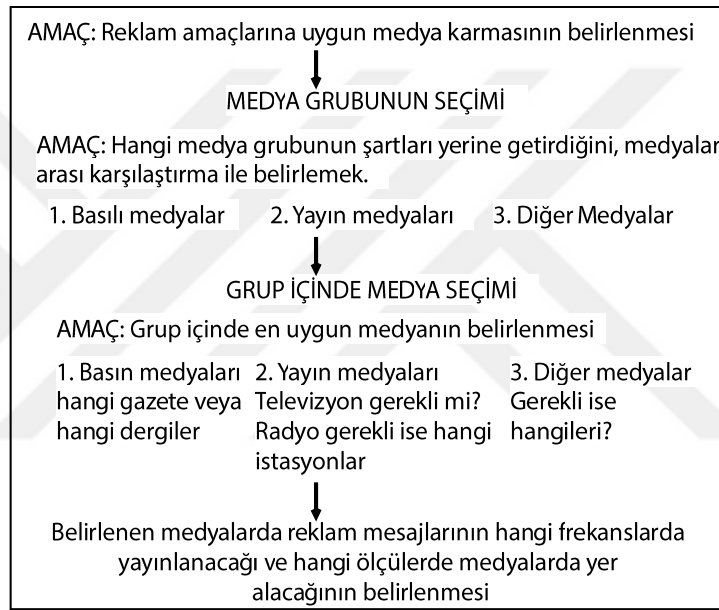 AMAÇ: Reklam amaçlarına uygun medya karmasının belirlenmesi
MEDYA GRUBUNUN SEÇİMİ
AMAÇ: Hangi medya grubunun şartları yerine getirdiğini, medyalar
arası karşılaştırma ile belirlemek.
1. Basılı medyalar 2. Yayın medyaları 3. Diğer Medyalar
GRUP İÇİNDE MEDYA SEÇİMİ
AMAÇ: Grup içinde en uygun medyanın belirlenmesi
1. Basın medyaları
hangi gazete veya
hangi dergiler
2. Yayın medyaları
Televizyon gerekli mi?
Radyo gerekli ise hangi
istasyonlar
3. Diğer medyalar
Gerekli ise
hangileri?
Belirlenen medyalarda reklam mesajlarının hangi frekanslarda
yayınlanacağı ve hangi ölçülerde medyalarda yer
alacağının belirlenmesi